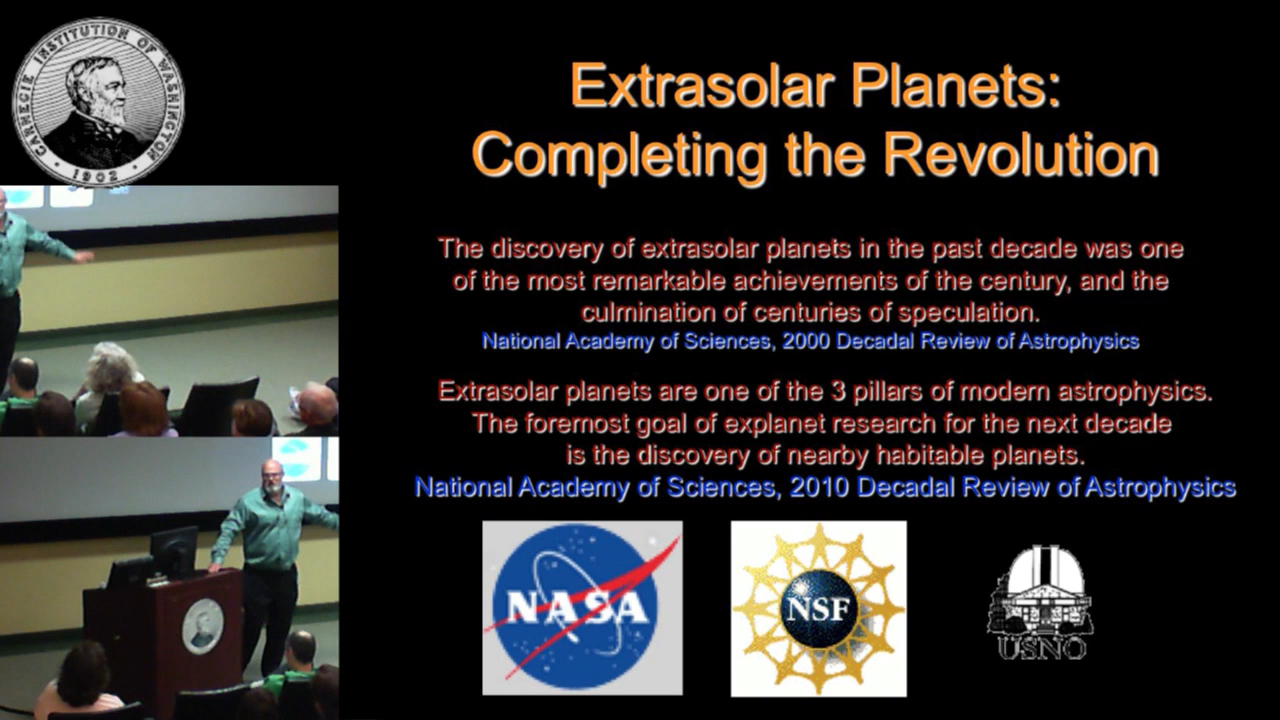 CARNEGIE INSTITUTION OF WASHINGTON
1902
Extrasolar Planets:
Completing the Revolution
The discovery of extrasolar planets in the past decade was one
of the most remarkable achievements of the century, and the
culmination of centuries of speculation.
National Academy of Sciences, 2000 Decadal Review of Astrophysics
Extrasolar planets are one of the 3 pillars of modern astrophysics.
The foremost goal of explanet research for the next decade
is the discovery of nearby habitable planets.
National Academy of Sciences, 2010 Decadal Review of Astrophysics
NASA
NSF
USNO